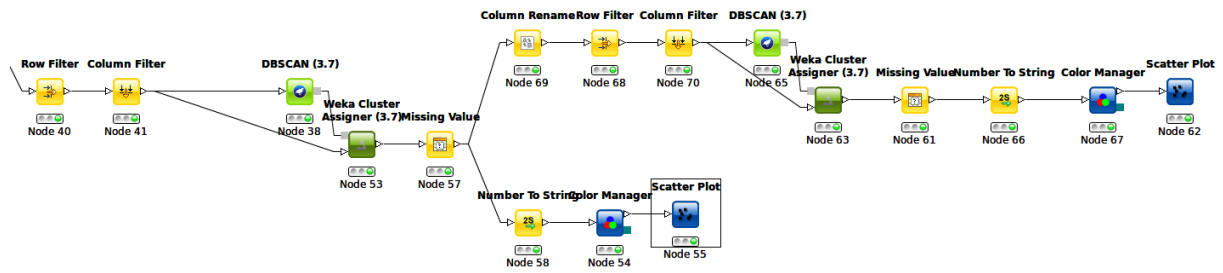 Column Rename Row Filter Column Filter DBSCAN (3.7)
Node 69 Node 68 Node 70 Node 65
Row Filter Column Filter DBSCAN (3.7)
Node 40 Node 41 Node 38
Weka Cluster
Assigner (3.7) Missing Value Number To String Color Manager Scatter Plot
Node 63 Node 61 2S Node 66 Node 67 Node 62
Weka Cluster
Assigner (3.7) Missing Value
Node 53 Node 57
Number To String Color Manager Scatter Plot
2S
Node 58 Node 54 Node 55